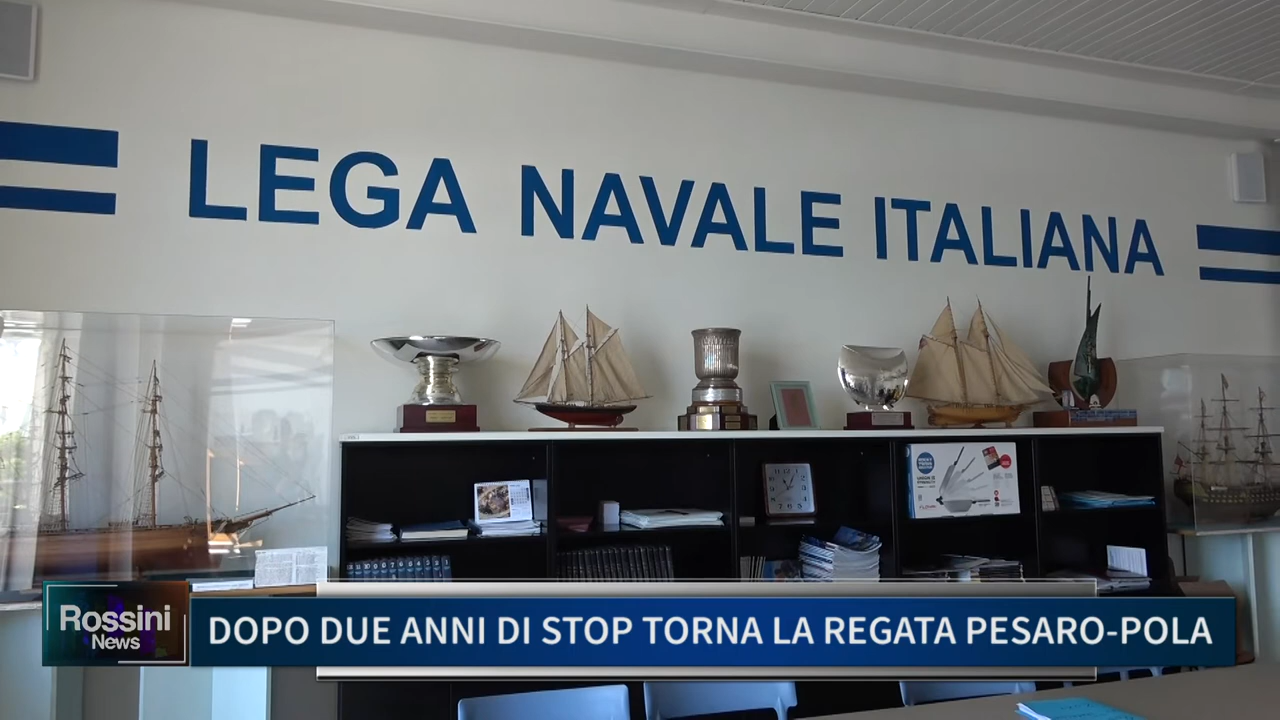 LEGA NAVALE ITALIANA
Rossini
News
DOPO DUE ANNI DI STOP TORNA LA REGATA PESARO-POLA